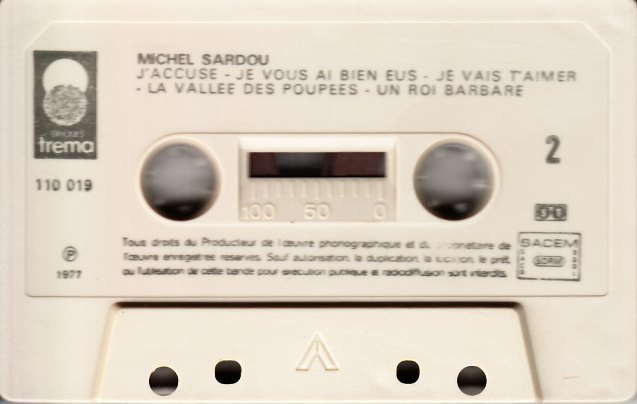 MICHEL SARDOU
J'ACCUSE - JE VOUS AI BIEN EUS - JE VAIS T'AIMER
- LA VALLEE DES POUPEES - UN ROI BARBARE
DISQUES
trema
110 019
2
100 50 0
Tous droits du Producteur de l'œuvre phonographique et du propriétaire de
l'œuvre enregistrée réservés. Sauf autorisation, la duplication, la location, le prêt,
ou l'utilisation de cette bande pour exécution publique et radiodiffusion sont interdits.
SACEM
SDRM
SACD
SGDL
℗
1977